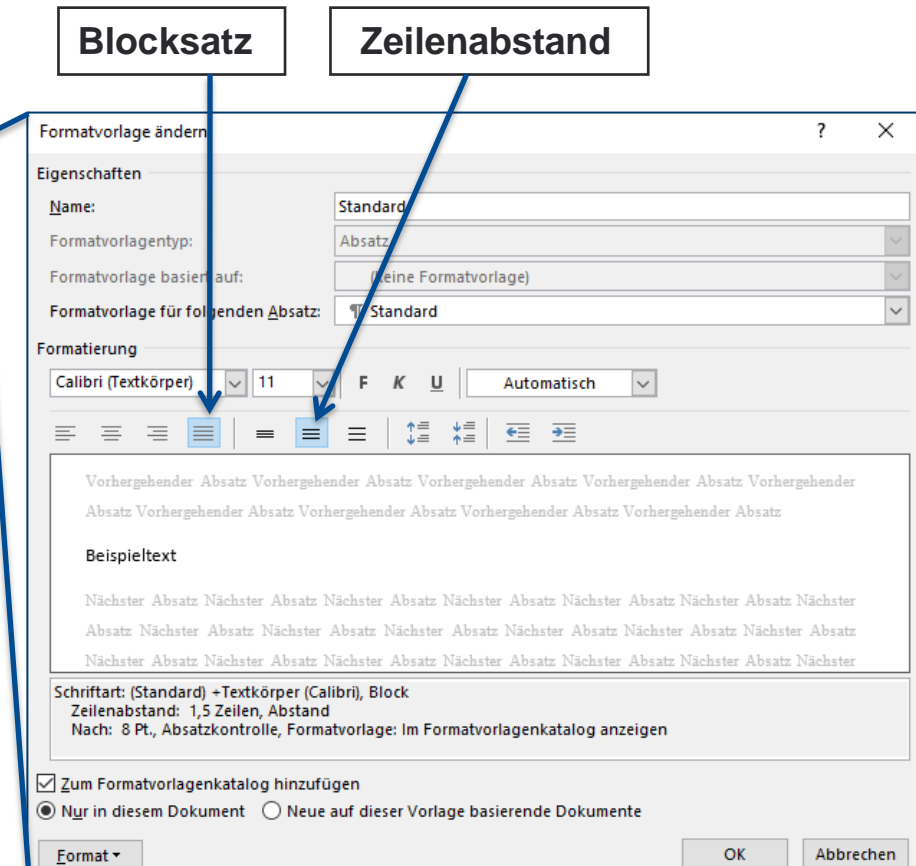 Blocksatz Zeilenabstand
Formatvorlage ändern ? ×
Eigenschaften
Name: Standard
Formatvorlagentyp: Absatz
Formatvorlage basiert auf: (Keine Formatvorlage)
Formatvorlage für folgenden Absatz: ¶ Standard
Formatierung
Calibri (Textkörper) 11 F K U Automatisch
Vorhergehender Absatz Vorhergehender Absatz Vorhergehender Absatz Vorhergehender Absatz Vorhergehender
Absatz Vorhergehender Absatz Vorhergehender Absatz Vorhergehender Absatz Vorhergehender Absatz
Beispieltext
Nächster Absatz Nächster Absatz Nächster Absatz Nächster Absatz Nächster Absatz Nächster Absatz Nächster
Absatz Nächster Absatz Nächster Absatz Nächster Absatz Nächster Absatz Nächster Absatz Nächster Absatz
Nächster Absatz Nächster Absatz Nächster Absatz Nächster Absatz Nächster Absatz Nächster Absatz Nächster
Schriftart: (Standard) +Textkörper (Calibri), Block
Zeilenabstand: 1,5 Zeilen, Abstand
Nach: 8 Pt., Absatzkontrolle, Formatvorlage: Im Formatvorlagenkatalog anzeigen
Zum Formatvorlagenkatalog hinzufügen
Nur in diesem Dokument Neue auf dieser Vorlage basierende Dokumente
Format OK Abbrechen